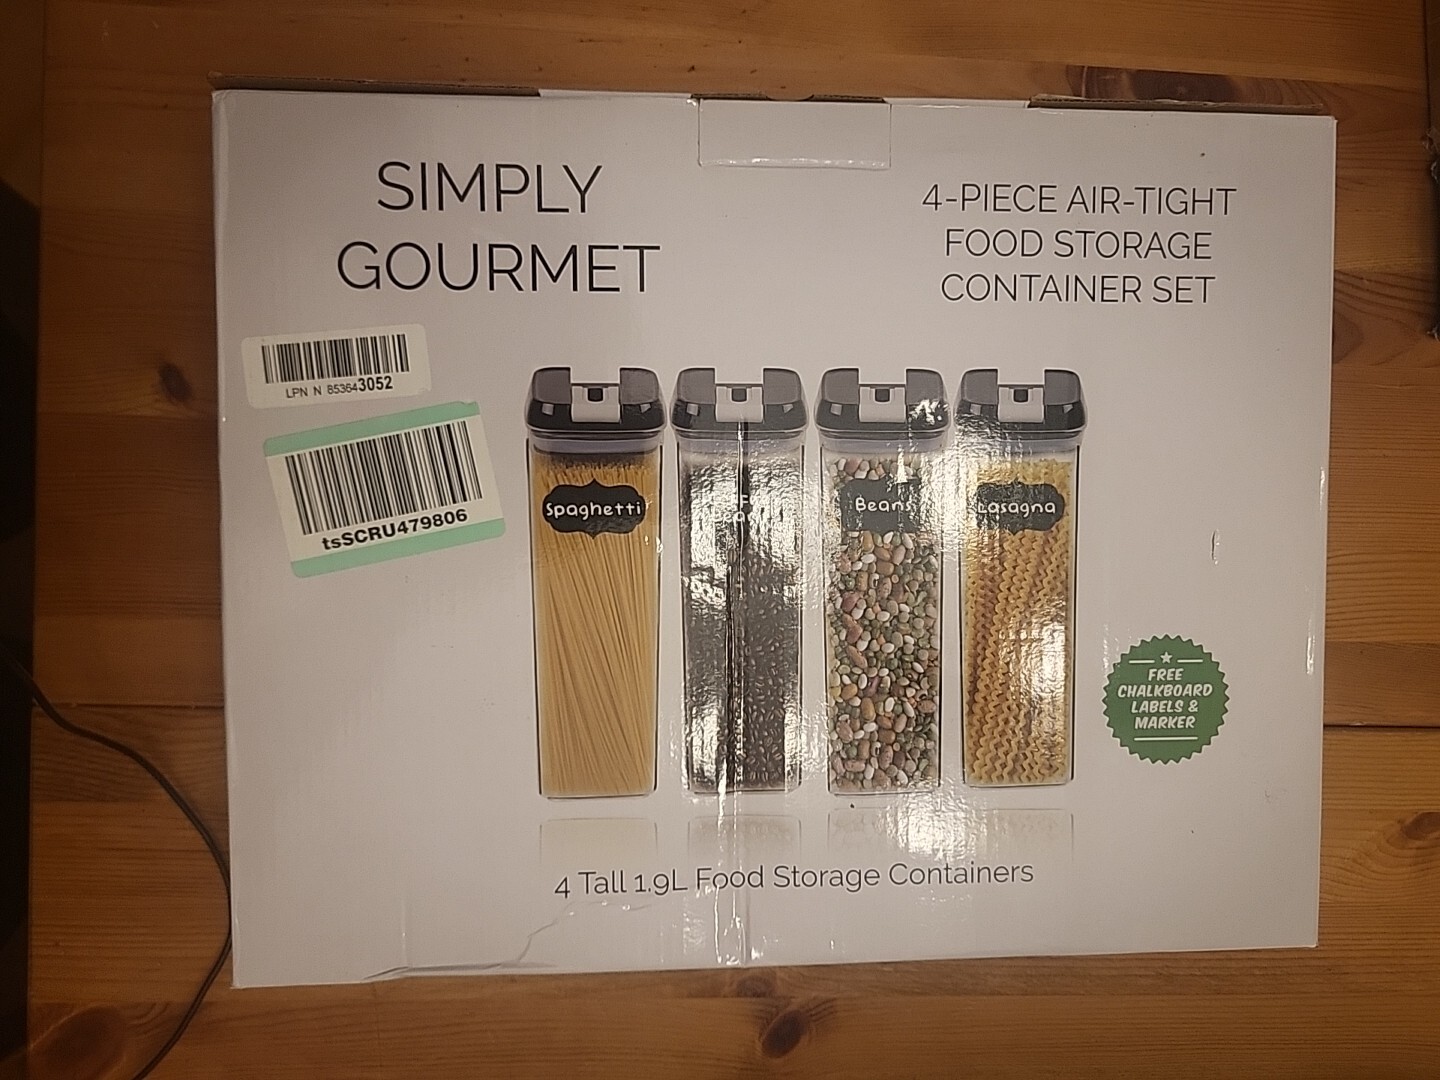 SIMPLY
GOURMET
4-PIECE AIR-TIGHT
FOOD STORAGE
CONTAINER SET
LPN N 853643052
tsSCRU479806
Spaghetti
Beans
Lasagna
FREE
CHALKBOARD
LABELS &
MARKER
4 Tall 1.9L Food Storage Containers